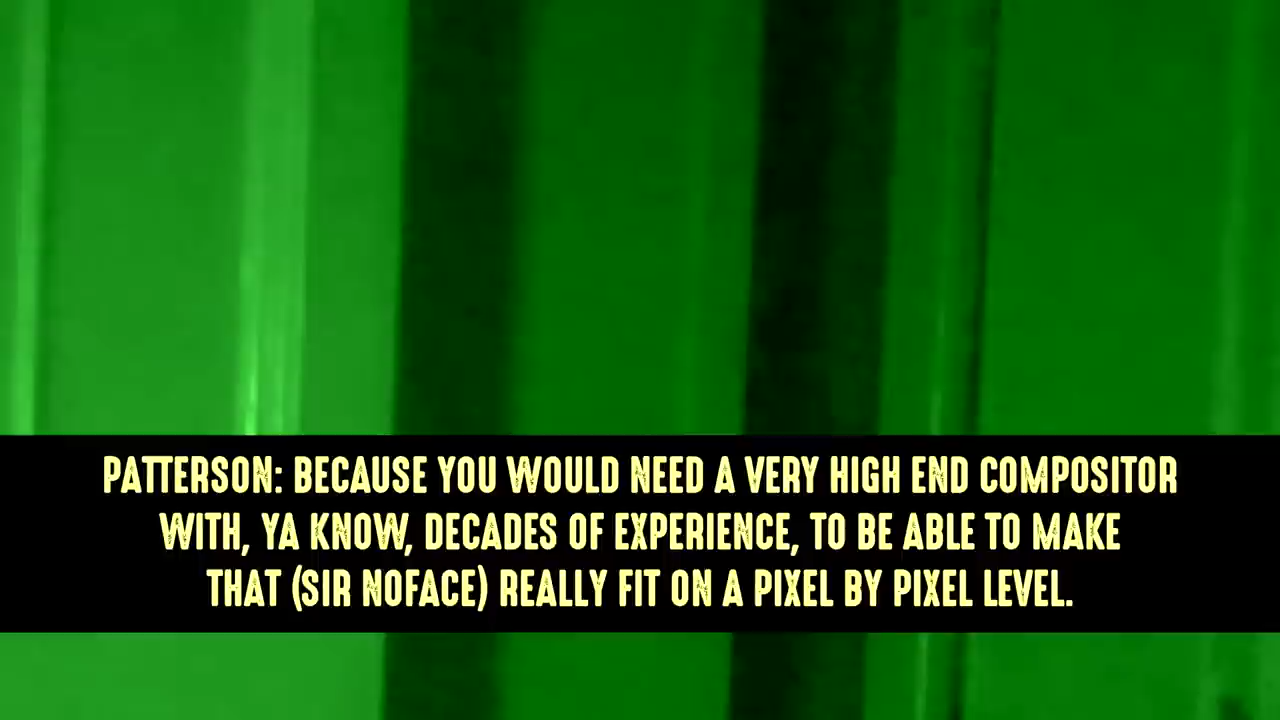 PATTERSON: BECAUSE YOU WOULD NEED A VERY HIGH END COMPOSITOR
WITH, YA KNOW, DECADES OF EXPERIENCE, TO BE ABLE TO MAKE
THAT (SIR NOFACE) REALLY FIT ON A PIXEL BY PIXEL LEVEL.